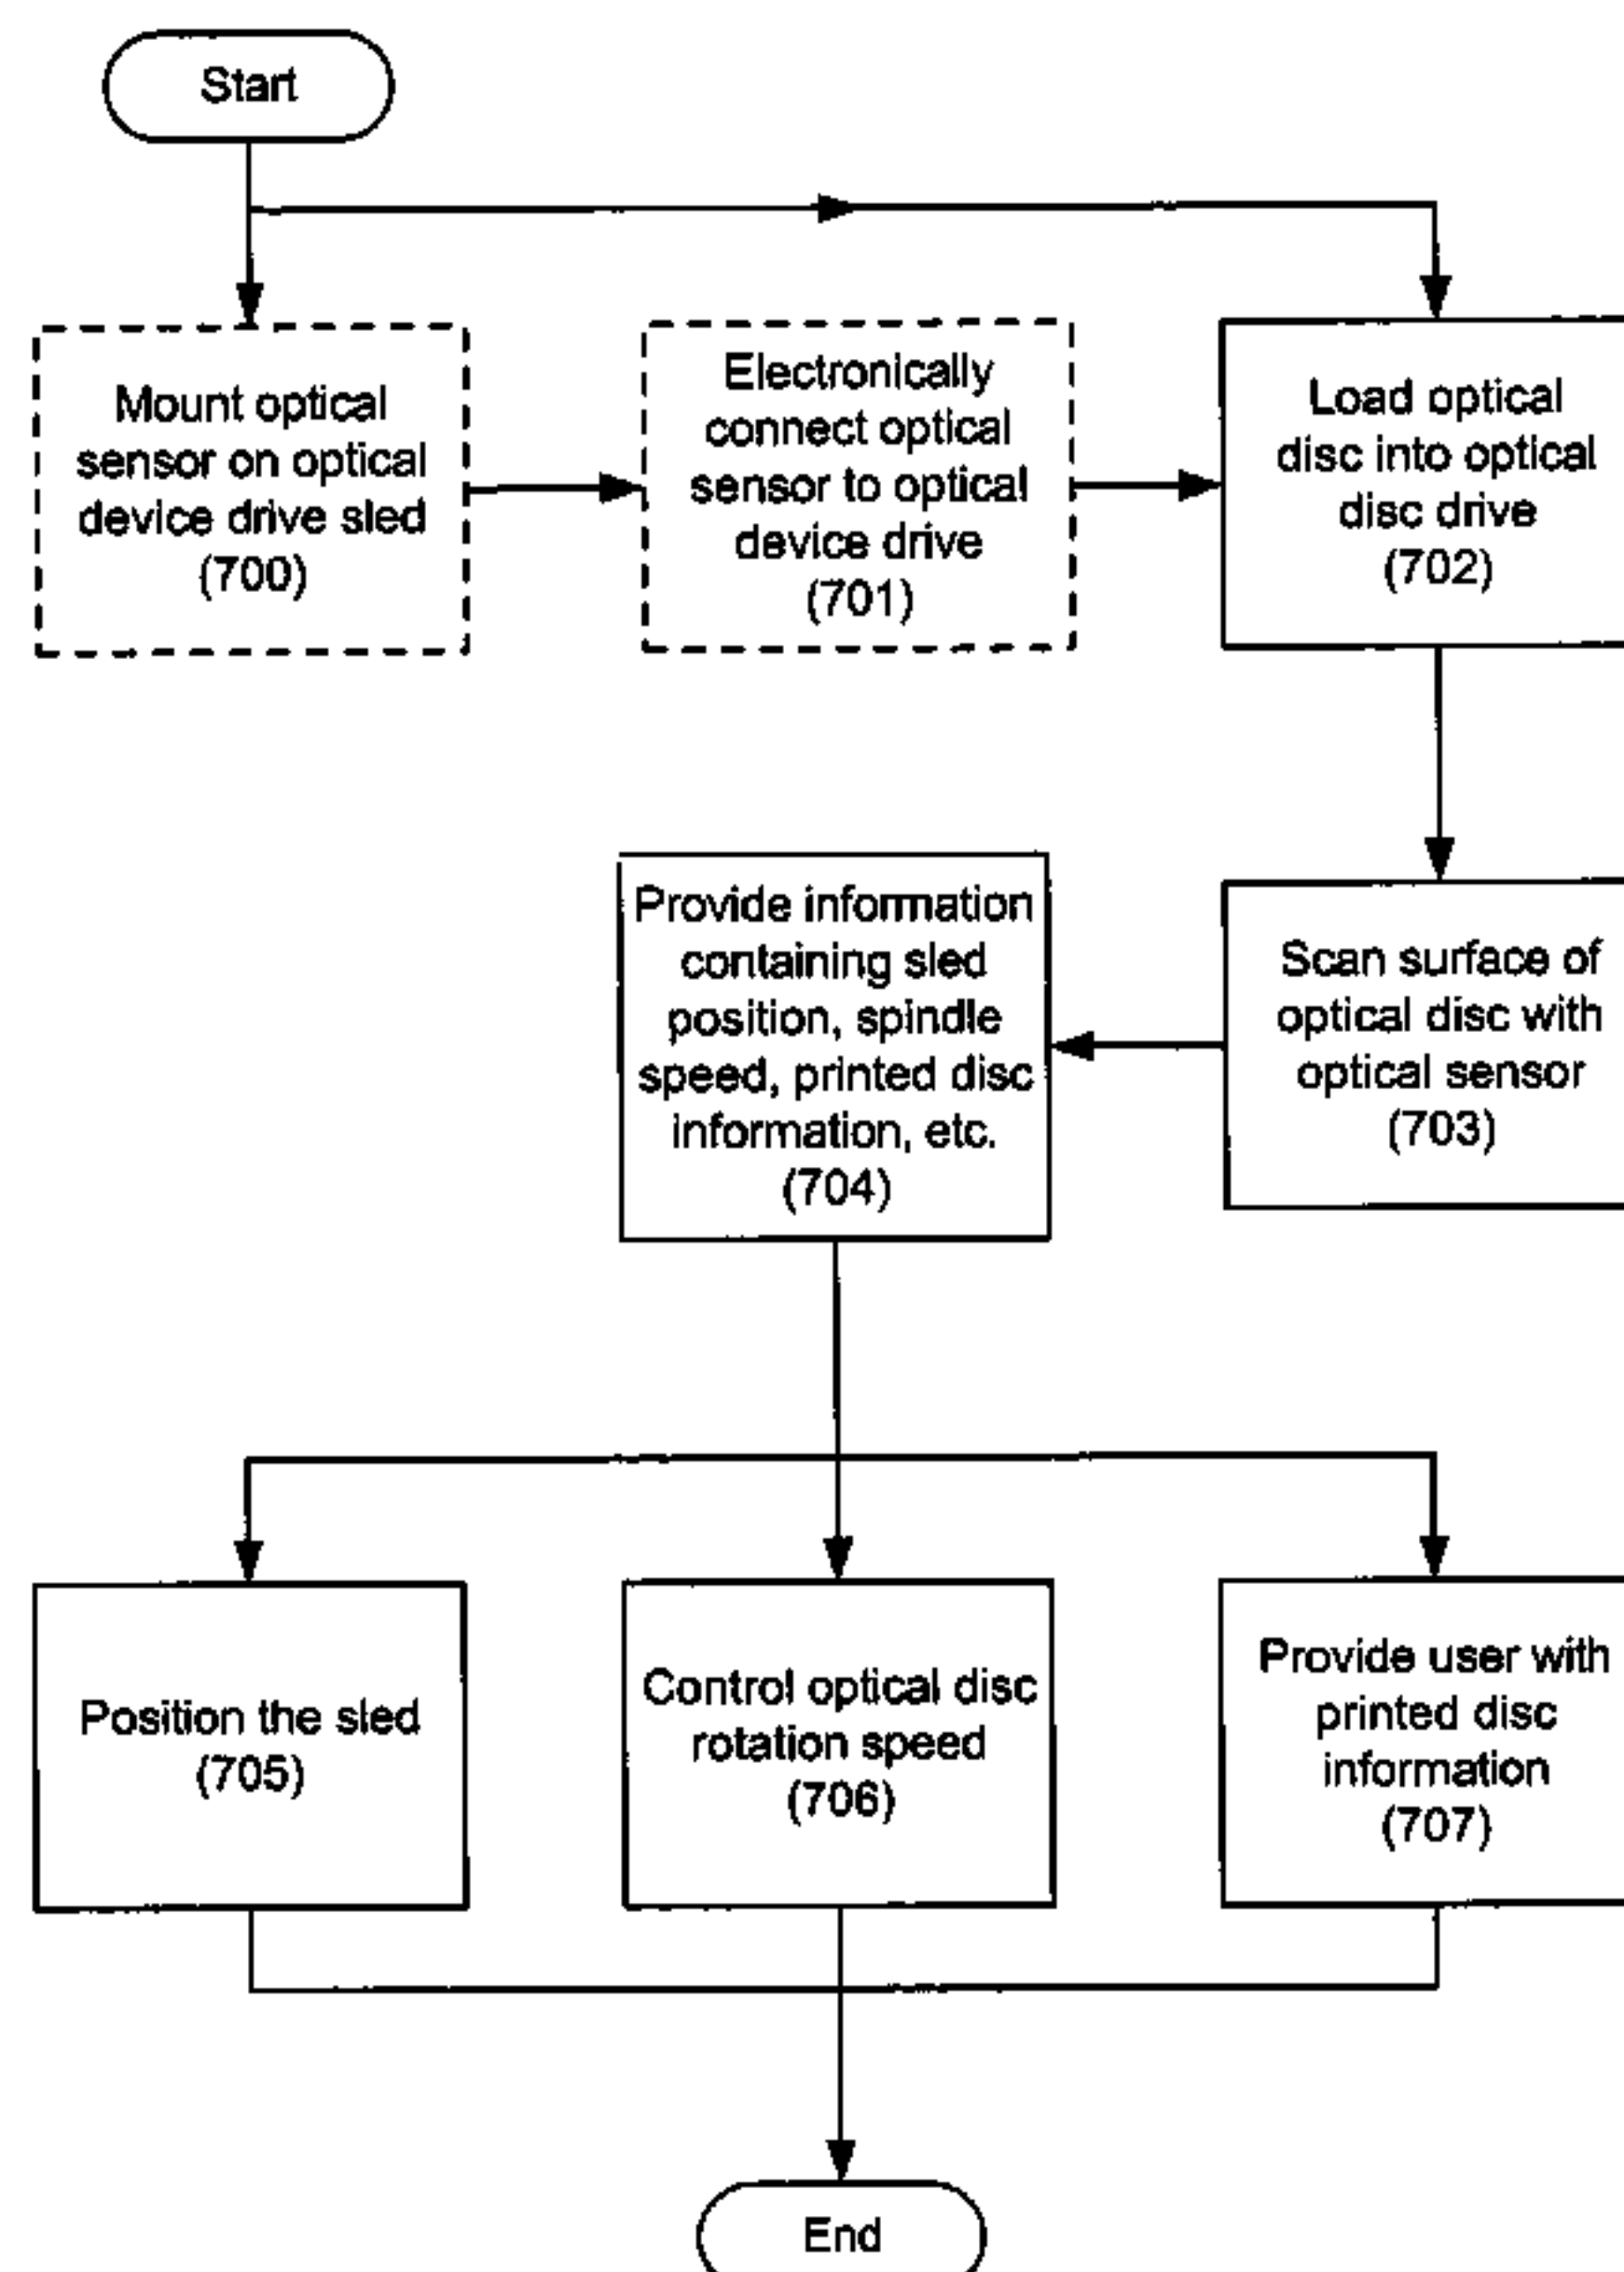 Start
Mount optical
sensor on optical
device drive sled
(700)
Electronically
connect optical
sensor to optical
device drive
(701)
Load optical
disc into optical
disc drive
(702)
Provide information
containing sled
position, spindle
speed, printed disc
information, etc.
(704)
Scan surface of
optical disc with
optical sensor
(703)
Position the sled
(705)
Control optical disc
rotation speed
(706)
Provide user with
printed disc
information
(707)
End